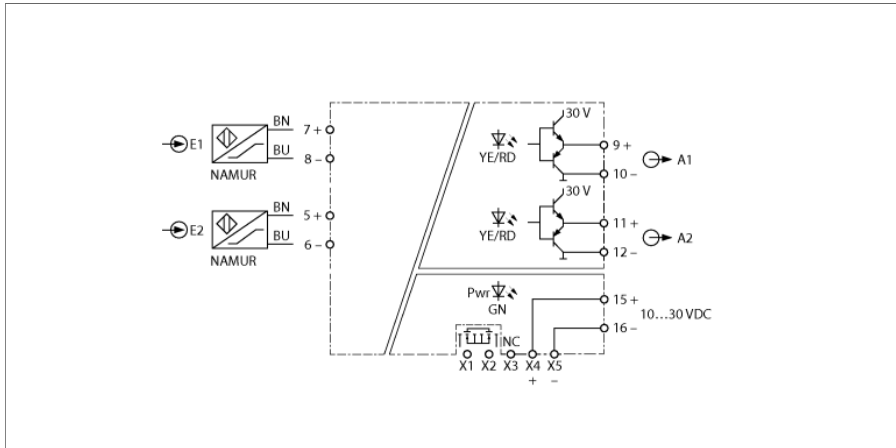 E1
BN
7 +
BU
8 –
NAMUR
E2
BN
5 +
BU
6 –
NAMUR
30 V
YE/RD
9 +
10 –
A1
30 V
YE/RD
11 +
12 –
A2
Pwr
GN
15 +
16 –
10...30 VDC
NC
X1 X2 X3 X4 X5
+ –